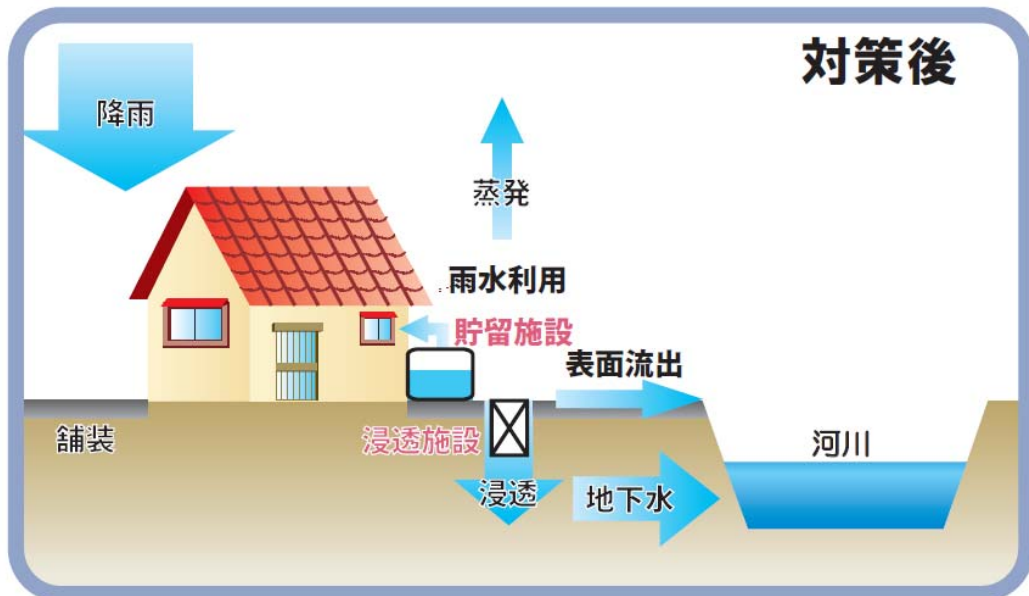 対策後
降雨
蒸発
雨水利用
貯留施設
表面流出
舗装
浸透施設
河川
浸透
地下水